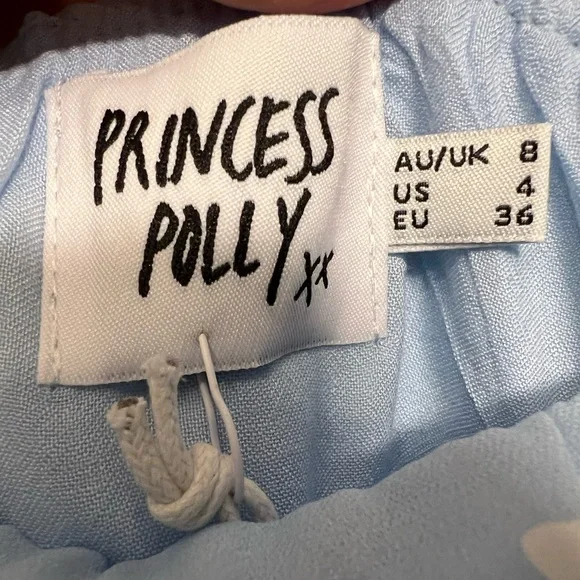 PRINCESS
POLLY xx
AU/UK 8
US 4
EU 36